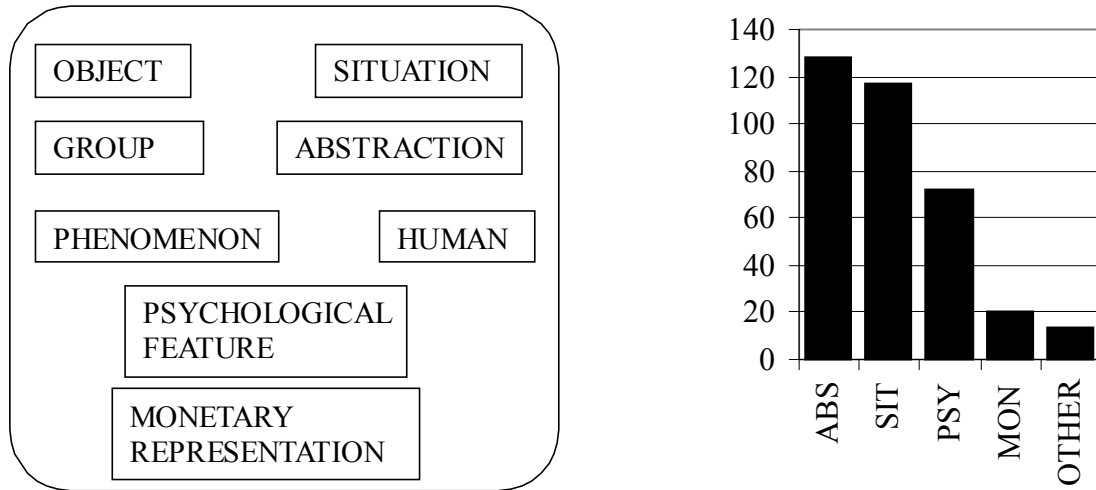 OBJECT
SITUATION
GROUP
ABSTRACTION
PHENOMENON
HUMAN
PSYCHOLOGICAL
FEATURE
MONETARY
REPRESENTATION
140
120
100
80
60
40
20
0
ABS
SIT
PSY
MON
OTHER